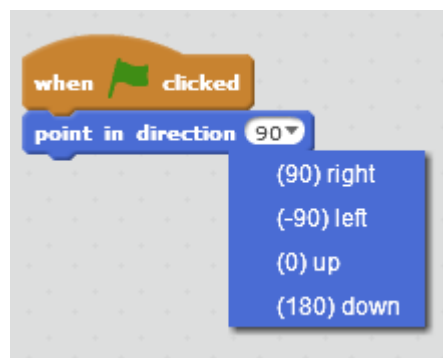 when clicked
point in direction 90
(90) right
(-90) left
(0) up
(180) down